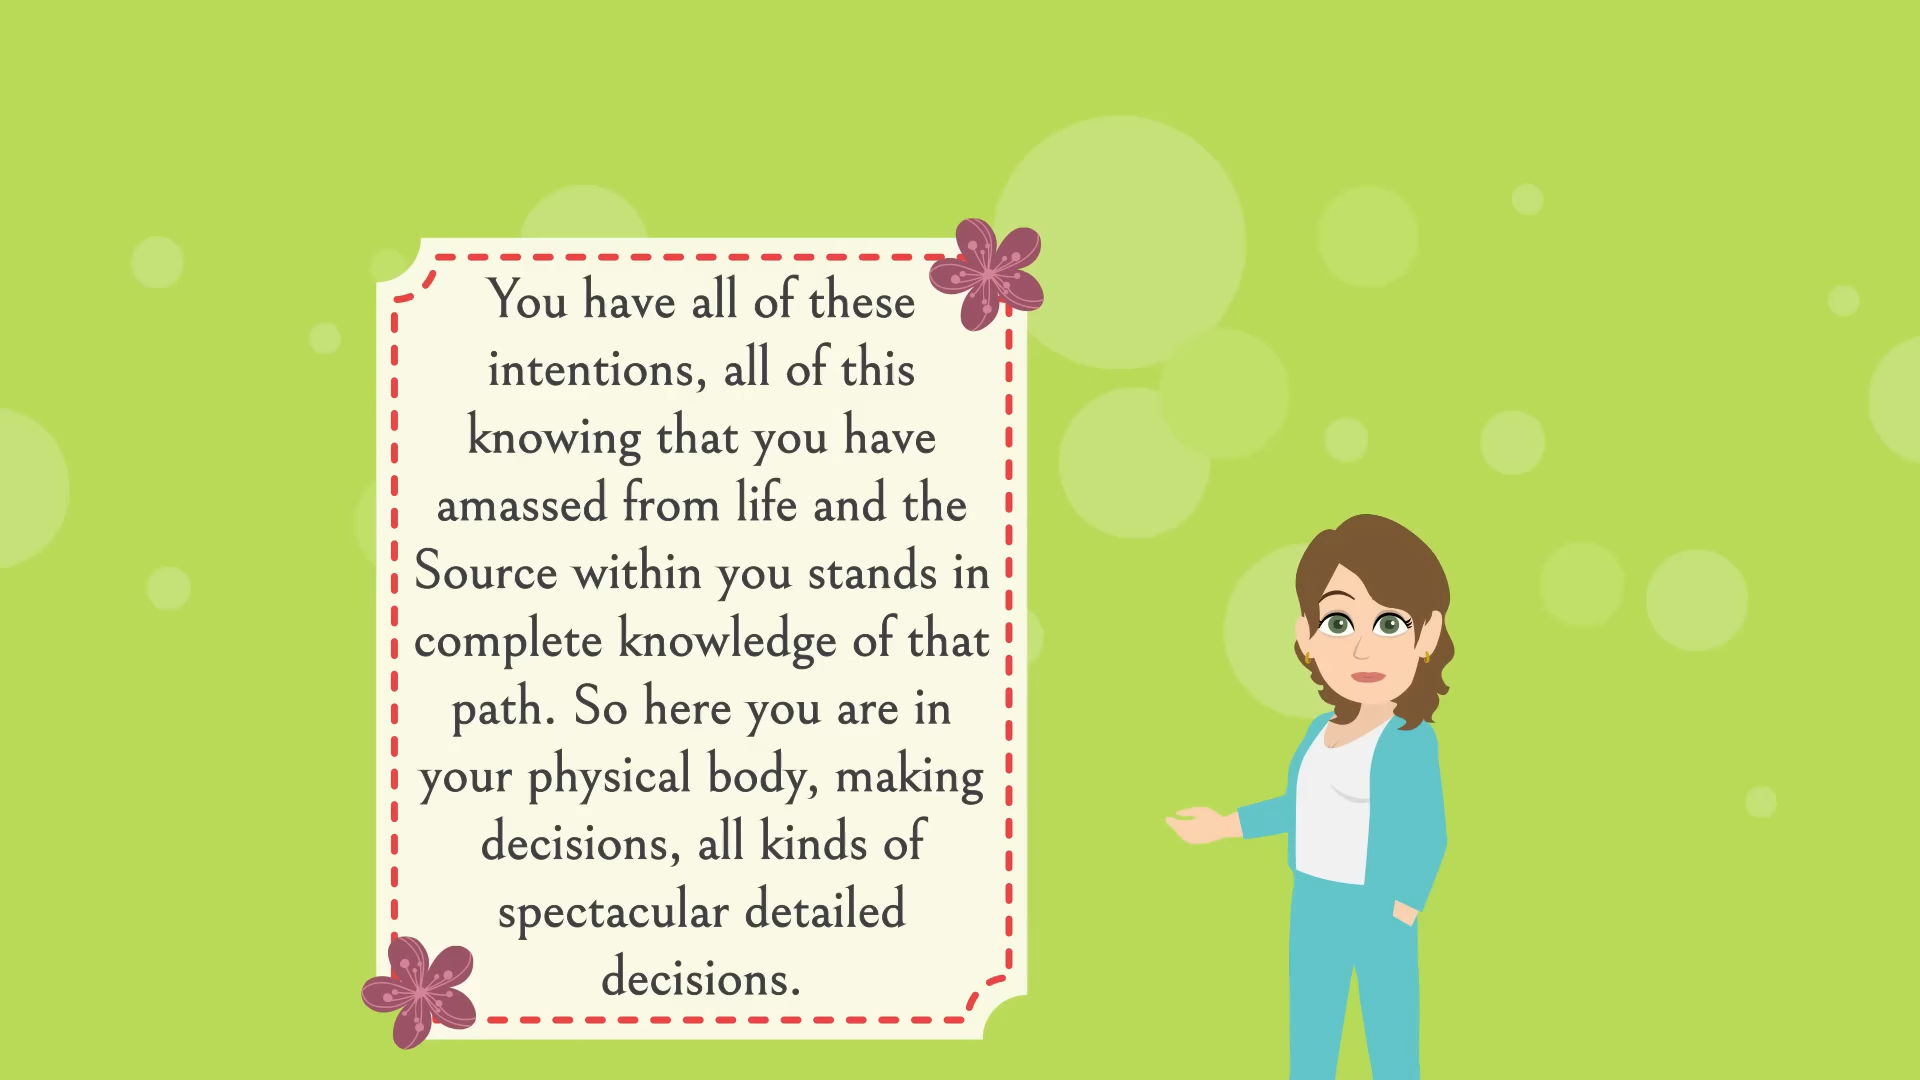 You have all of these
intentions, all of this
knowing that you have
amassed from life and the
Source within you stands in
complete knowledge of that
path. So here you are in
your physical body, making
decisions, all kinds of
spectacular detailed
decisions.